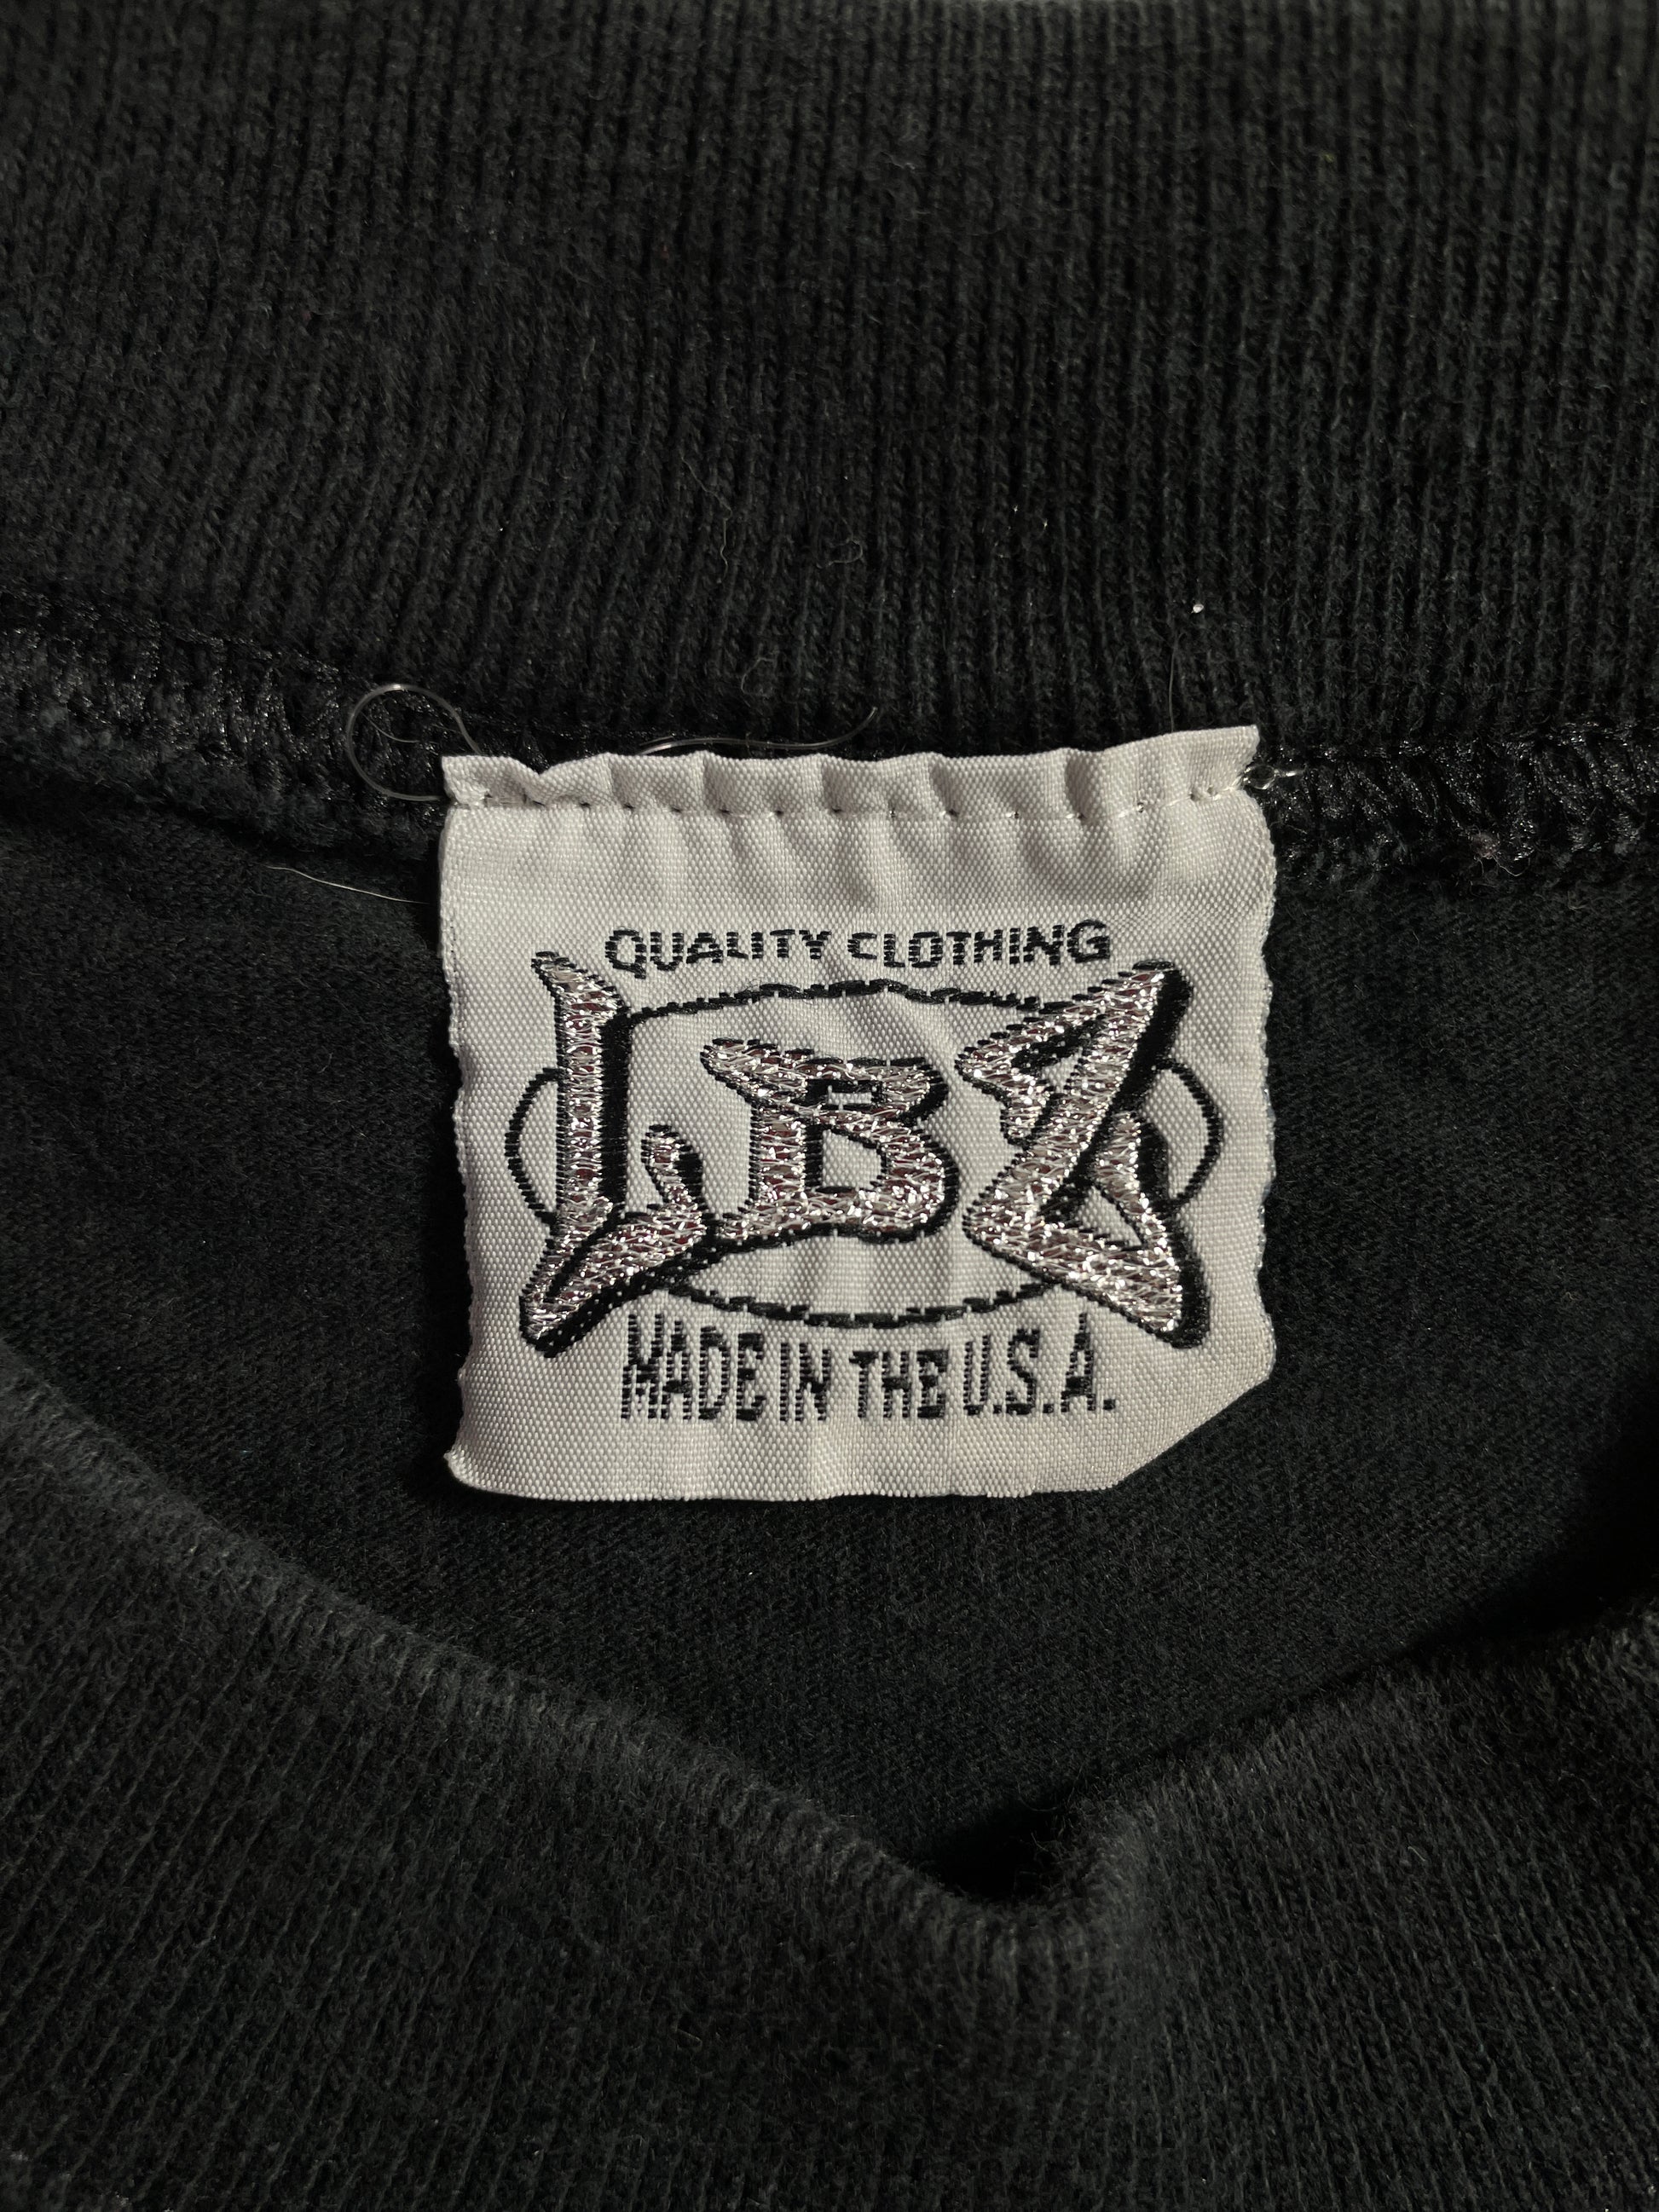 QUALITY CLOTHING
LBZ
MADE IN THE U.S.A.